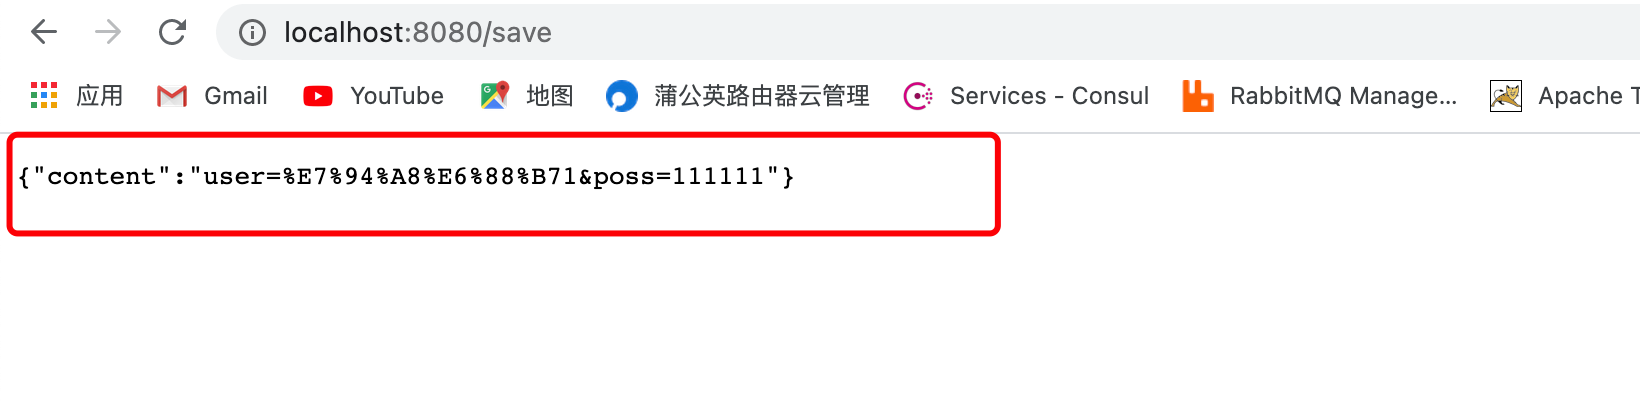 localhost:8080/save
应用 Gmail YouTube 地图 蒲公英路由器云管理 Services - Consul RabbitMQ Manage... Apache T
{"content":"user=%E7%94%A8%E6%88%B71&poss=111111"}